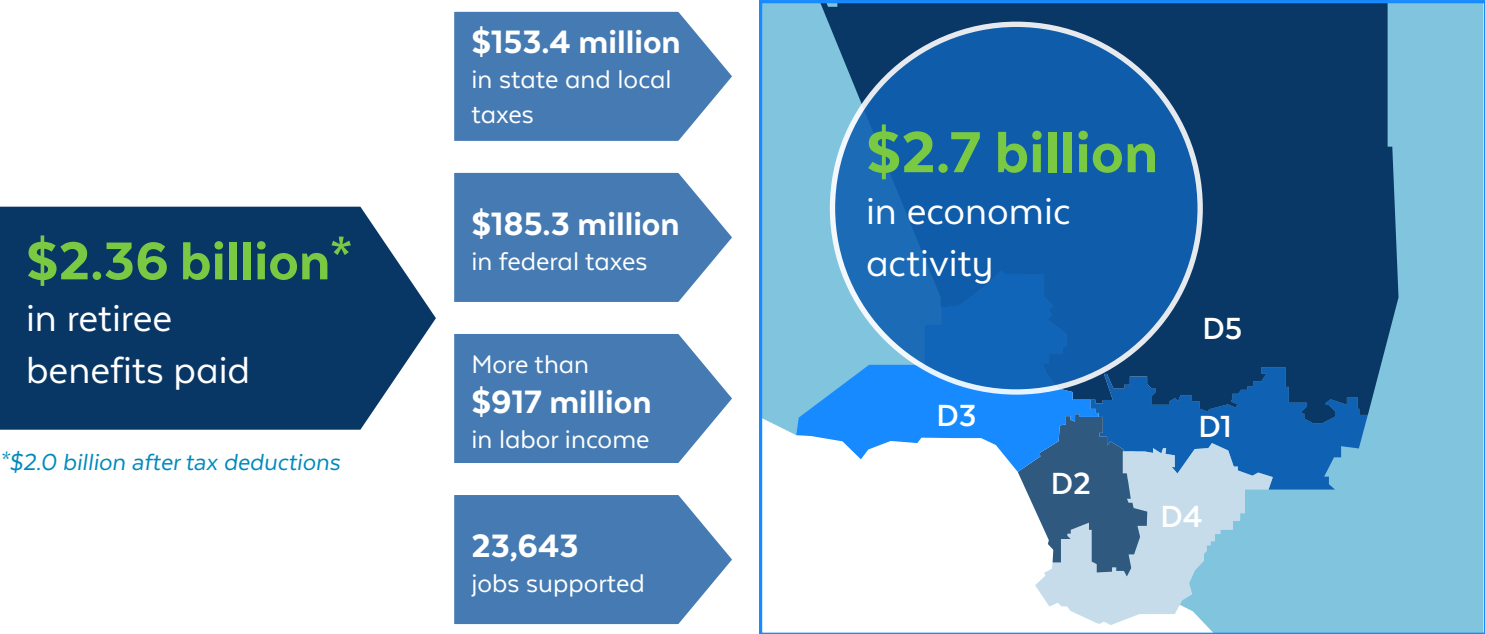 $2.36 billion*
in retiree
benefits paid
*$2.0 billion after tax deductions
$153.4 million
in state and local
taxes
$185.3 million
in federal taxes
More than
$917 million
in labor income
23,643
jobs supported
$2.7 billion
in economic
activity
D5
D3
D1
D2
D4